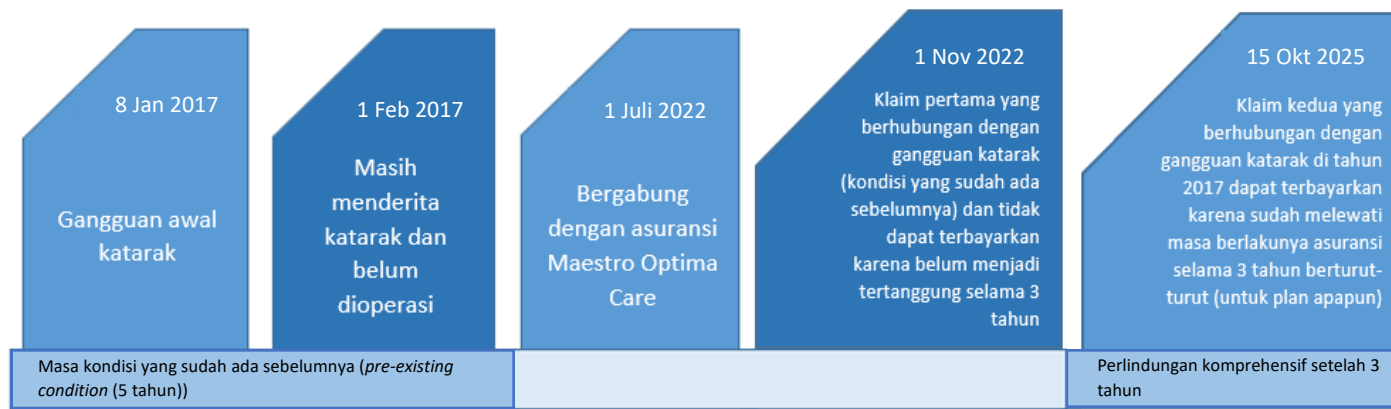 8 Jan 2017
Gangguan awal
katarak
1 Feb 2017
Masih
menderita
katarak dan
belum
dioperasi
1 Juli 2022
Bergabung
dengan asuransi
Maestro Optima
Care
1 Nov 2022
Klaim pertama yang
berhubungan dengan
gangguan katarak
(kondisi yang sudah ada
sebelumnya) dan tidak
dapat terbayarkan
karena belum menjadi
tertanggung selama 3
tahun
15 Okt 2025
Klaim kedua yang
berhubungan dengan
gangguan katarak di tahun
2017 dapat terbayarkan
karena sudah melewati
masa berlakunya asuransi
selama 3 tahun berturut-
turut (untuk plan apapun)
Masa kondisi yang sudah ada sebelumnya (pre-existing
condition (5 tahun))
Perlindungan komprehensif setelah 3
tahun